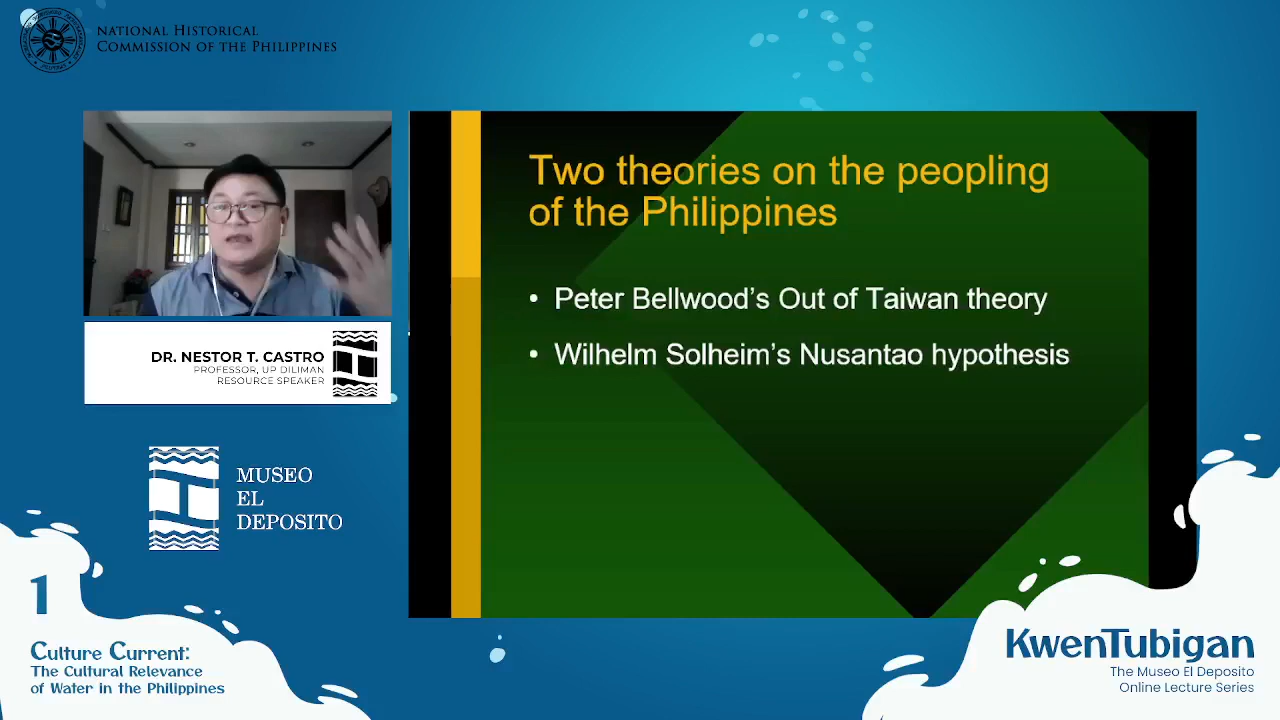 NATIONAL HISTORICAL
COMMISSION OF THE PHILIPPINES
Two theories on the peopling
of the Philippines
• Peter Bellwood's Out of Taiwan theory
• Wilhelm Solheim's Nusantao hypothesis
DR. NESTOR T. CASTRO
PROFESSOR, UP DILIMAN
RESOURCE SPEAKER
MUSEO
EL
DEPOSITO
1
Culture Current:
The Cultural Relevance
of Water in the Philippines
KwenTubigan
The Museo El Deposito
Online Lecture Series